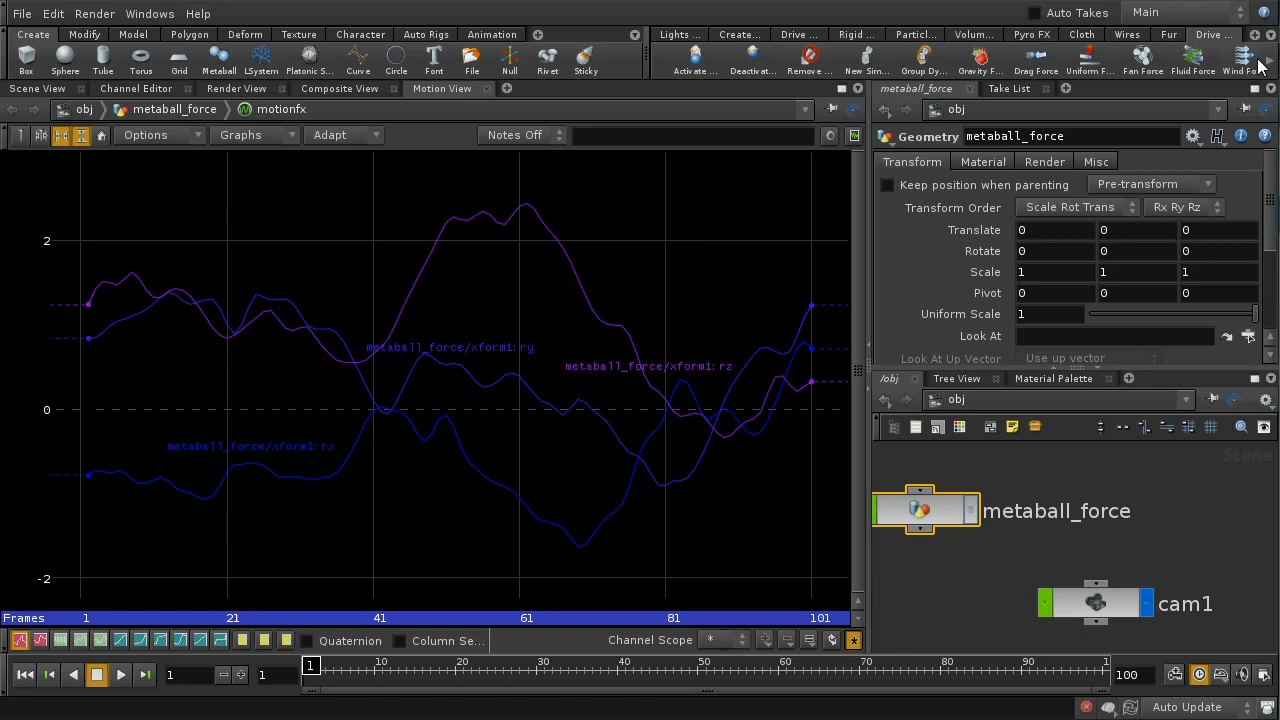 File Edit Render Windows Help Auto Takes Main
Create Modify Model Polygon Deform Texture Character Auto Rigs Animation Lights ... Create... Drive ... Rigid ... Particl... Volum... Pyro FX Cloth Wires Fur Drive ...
Box Sphere Tube Torus Grid Metaball LSystem Platonic S... Curve Circle Font File Null Rivet Sticky Activate ... Deactivat... Remove ... New Sim... Group Dy... Gravity F... Drag Force Uniform F... Fan Force Fluid Force Wind Fo
Scene View Channel Editor Render View Composite View Motion View metaball_force Take List
obj metaball_force motionfx obj
Options Graphs Adapt Notes Off Geometry metaball_force
Transform Material Render Misc
Keep position when parenting Pre-transform
Transform Order Scale Rot Trans Rx Ry Rz
Translate 0 0 0
Rotate 0 0 0
Scale 1 1 1
Pivot 0 0 0
Uniform Scale 1
Look At
Look At Up Vector Use up vector
2
metaball_force/xform1:ry
metaball_force/xform1:rz
0
metaball_force/xform1:rx
-2
/obj Tree View Material Palette
obj
Scene
metaball_force
cam1
Frames 1 21 41 61 81 101
Quaternion Column Se... Channel Scope *
1 1 1 10 20 30 40 50 60 70 80 90 1 100
Auto Update